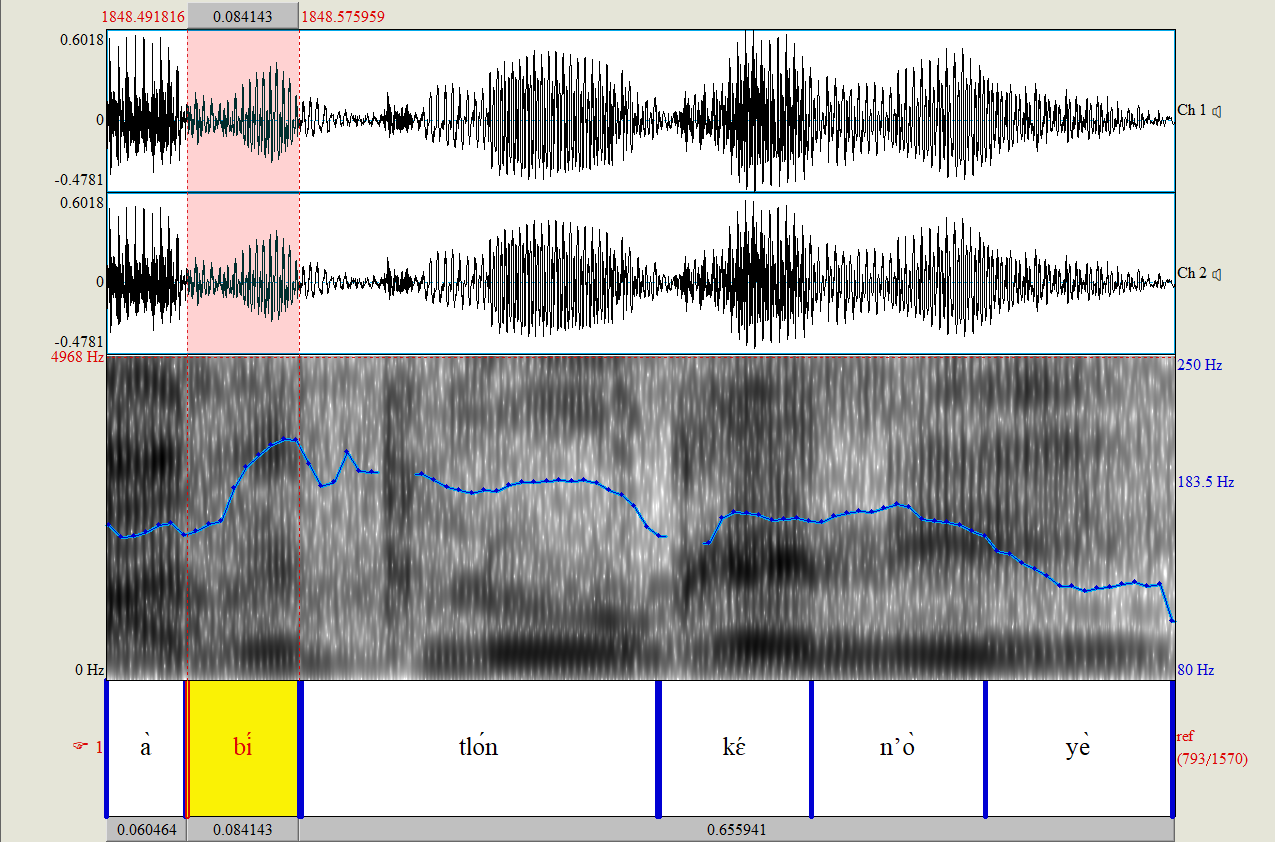 1848.491816 0.084143 1848.575959
0.6018
0
-0.4781
Ch 1
0.6018
0
-0.4781
Ch 2
4968 Hz
250 Hz
183.5 Hz
0 Hz
80 Hz
☞ 1
à bí tlón kɛ́ n’ò yè
ref
(793/1570)
0.060464 0.084143 0.655941